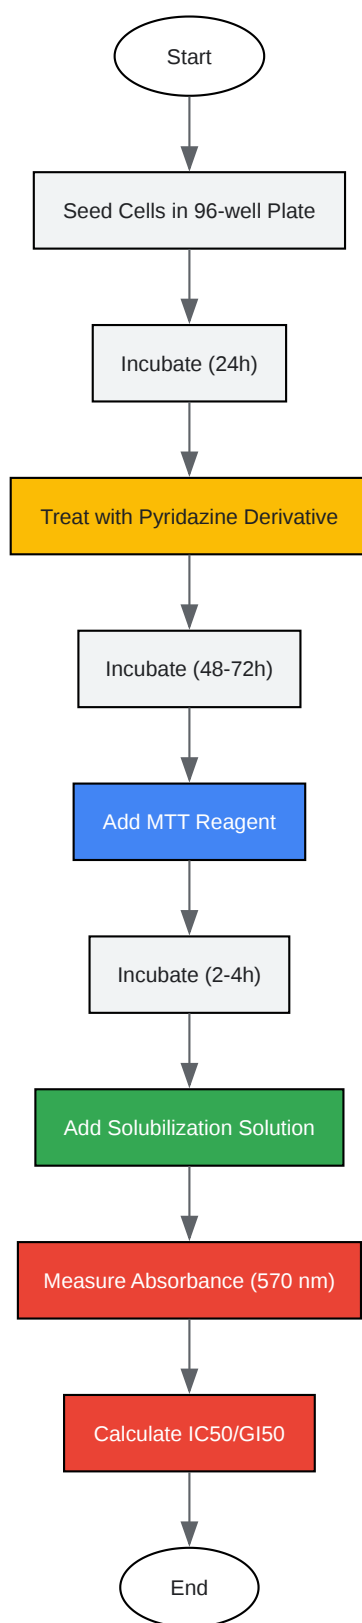 Start
Seed Cells in 96-well Plate
Incubate (24h)
Treat with Pyridazine Derivative
Incubate (48-72h)
Add MTT Reagent
Incubate (2-4h)
Add Solubilization Solution
Measure Absorbance (570 nm)
Calculate IC50/GI50
End